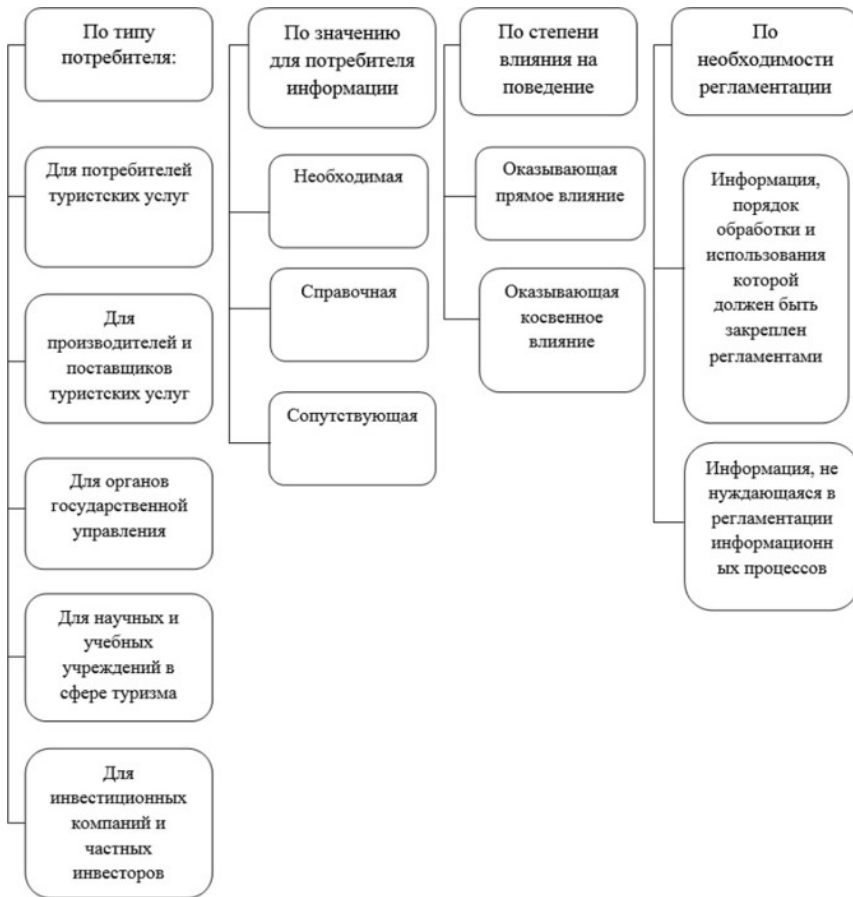 По типу
потребителя:
Для потребителей
туристских услуг
Для
производителей и
поставщиков
туристских услуг
Для органов
государственной
управления
Для научных и
учебных
учреждений в
сфере туризма
Для
инвестиционных
компаний и
частных
инвесторов
По значению
для потребителя
информации
Необходимая
Справочная
Сопутствующая
По степени
влияния на
поведение
Оказывающая
прямое влияние
Оказывающая
косвенное
влияние
По
необходимости
регламентации
Информация,
порядок
обработки и
использования
которой
должен быть
закреплен
регламентами
Информация, не
нуждающаяся в
регламентации
информационн
ых процессов